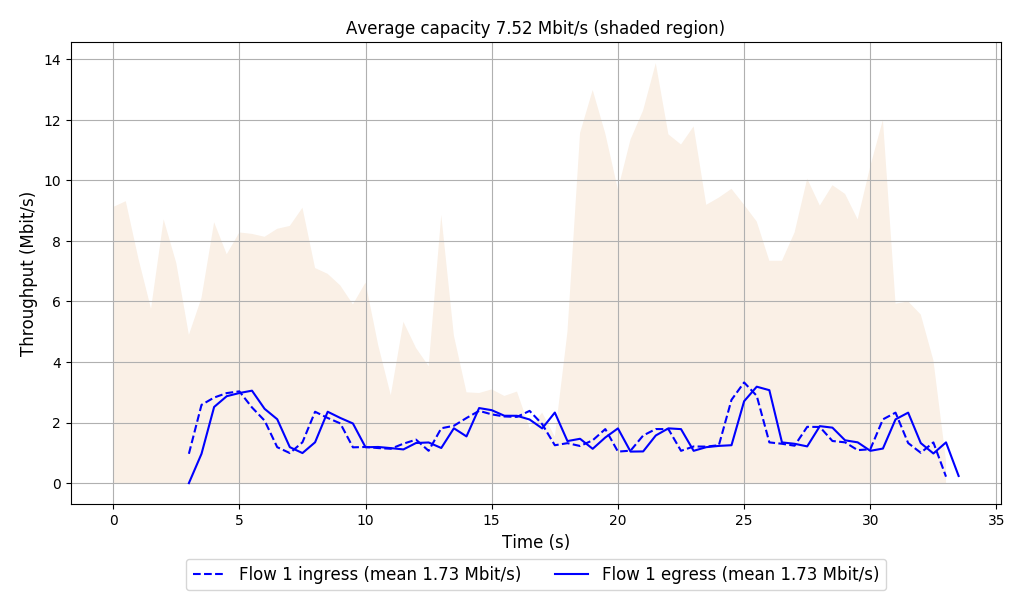 Average capacity 7.52 Mbit/s (shaded region)
Throughput (Mbit/s)
14
12
10
8
6
4
2
0
0 5 10 15 20 25 30 35
Time (s)
Flow 1 ingress (mean 1.73 Mbit/s) Flow 1 egress (mean 1.73 Mbit/s)